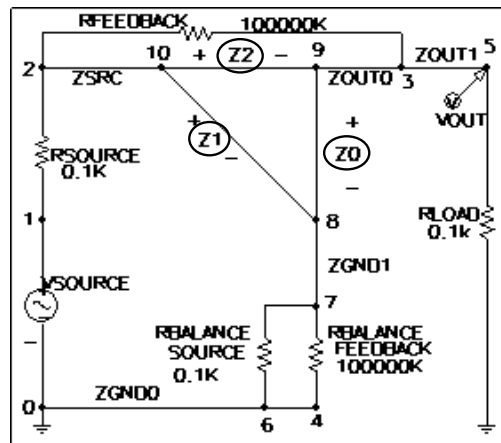 RFEEDBACK 100000K
10 + Z2 - 9 ZOUT1 5
2 ZSRC ZOUT0 3
V
VOUT
+ Z1 -
+ Z0 -
RSOURCE
0.1K
RLOAD
0.1k
1 8
ZGND1
+
VSOURCE
-
7
RBALANCE
SOURCE
0.1K
RBALANCE
FEEDBACK
100000K
ZGND0
0 6 4